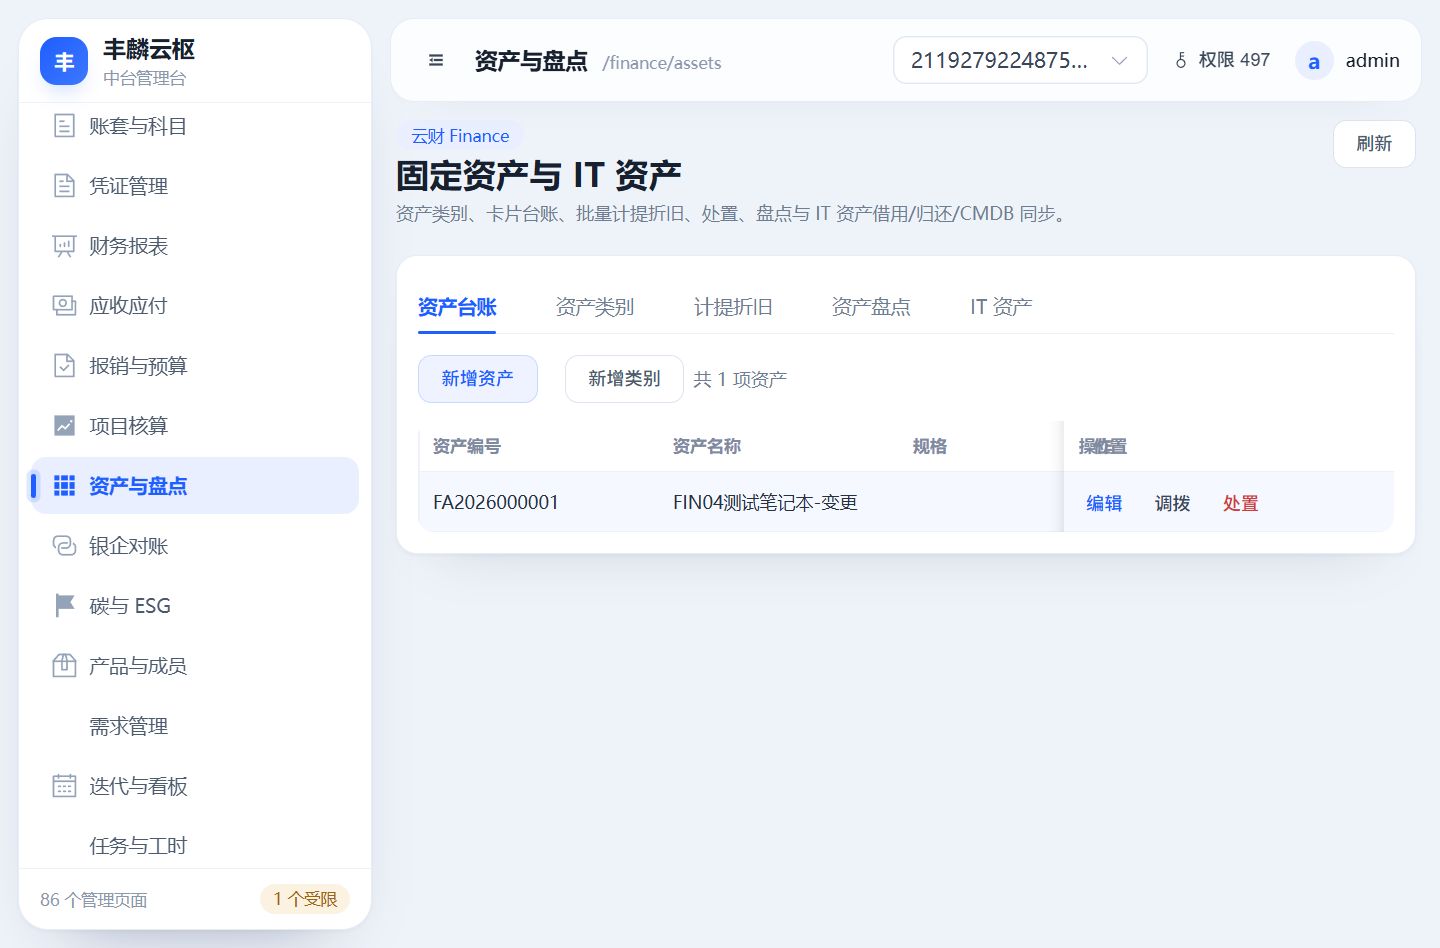 丰
丰麟云枢
中台管理台
账套与科目
凭证管理
财务报表
应收应付
报销与预算
项目核算
资产与盘点
银企对账
碳与 ESG
产品与成员
需求管理
迭代与看板
任务与工时
86 个管理页面
1 个受限
资产与盘点 /finance/assets
2119279224875...
权限 497
a admin
云财 Finance
刷新
固定资产与 IT 资产
资产类别、卡片台账、批量计提折旧、处置、盘点与 IT 资产借用/归还/CMDB 同步。
资产台账 资产类别 计提折旧 资产盘点 IT 资产
新增资产 新增类别 共 1 项资产
资产编号 资产名称 规格 操作
FA2026000001 FIN04测试笔记本-变更 编辑 调拨 处置